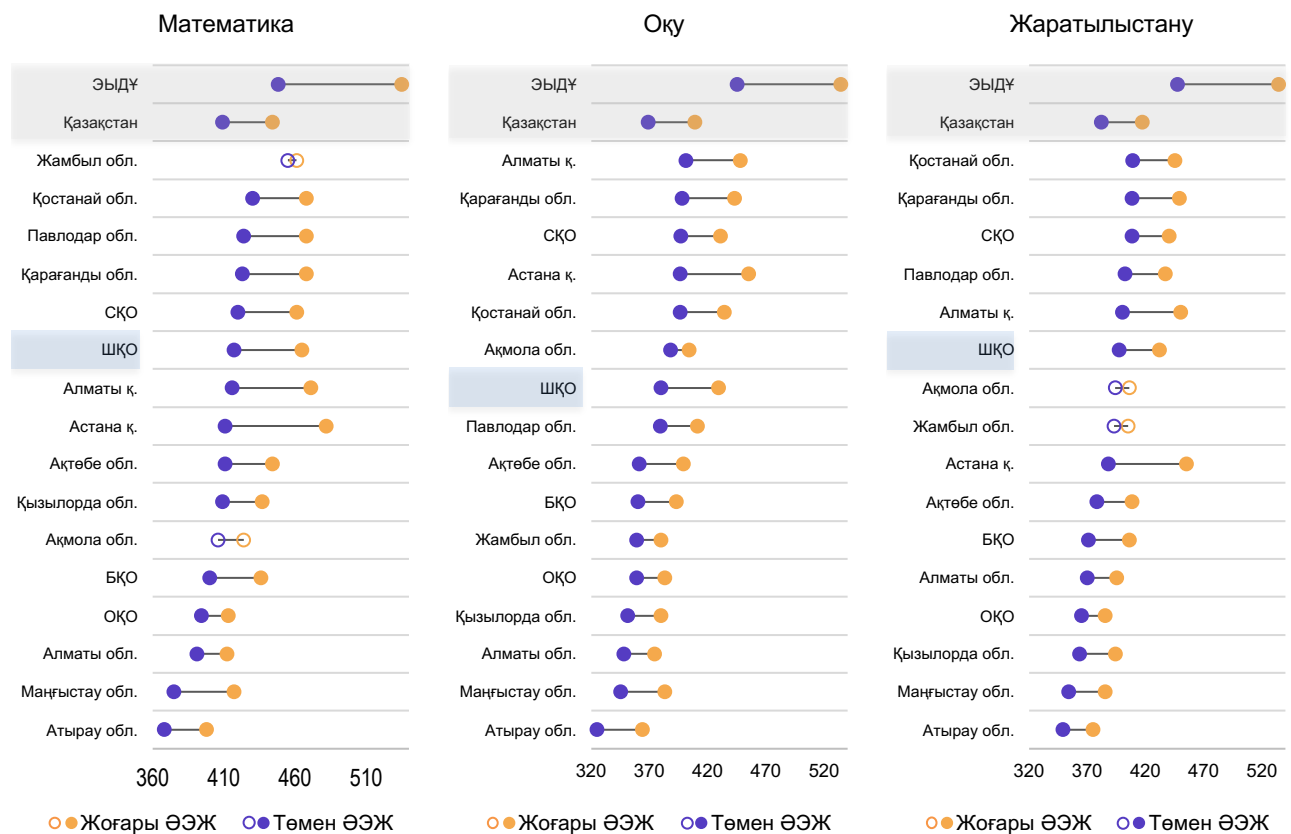 Математика
ЭЫДҰ
Қазақстан
Жамбыл обл.
Қостанай обл.
Павлодар обл.
Қарағанды обл.
СҚО
ШҚО
Алматы қ.
Астана қ.
Ақтөбе обл.
Қызылорда обл.
Ақмола обл.
БҚО
ОҚО
Алматы обл.
Маңғыстау обл.
Атырау обл.
360 410 460 510
Жоғары ӘЭЖ Төмен ӘЭЖ
Оқу
ЭЫДҰ
Қазақстан
Алматы қ.
Қарағанды обл.
СҚО
Астана қ.
Қостанай обл.
Ақмола обл.
ШҚО
Павлодар обл.
Ақтөбе обл.
БҚО
Жамбыл обл.
ОҚО
Қызылорда обл.
Алматы обл.
Маңғыстау обл.
Атырау обл.
320 370 420 470 520
Жоғары ӘЭЖ Төмен ӘЭЖ
Жаратылыстану
ЭЫДҰ
Қазақстан
Қостанай обл.
Қарағанды обл.
СҚО
Павлодар обл.
Алматы қ.
ШҚО
Ақмола обл.
Жамбыл обл.
Астана қ.
Ақтөбе обл.
БҚО
Алматы обл.
ОҚО
Қызылорда обл.
Маңғыстау обл.
Атырау обл.
320 370 420 470 520
Жоғары ӘЭЖ Төмен ӘЭЖ